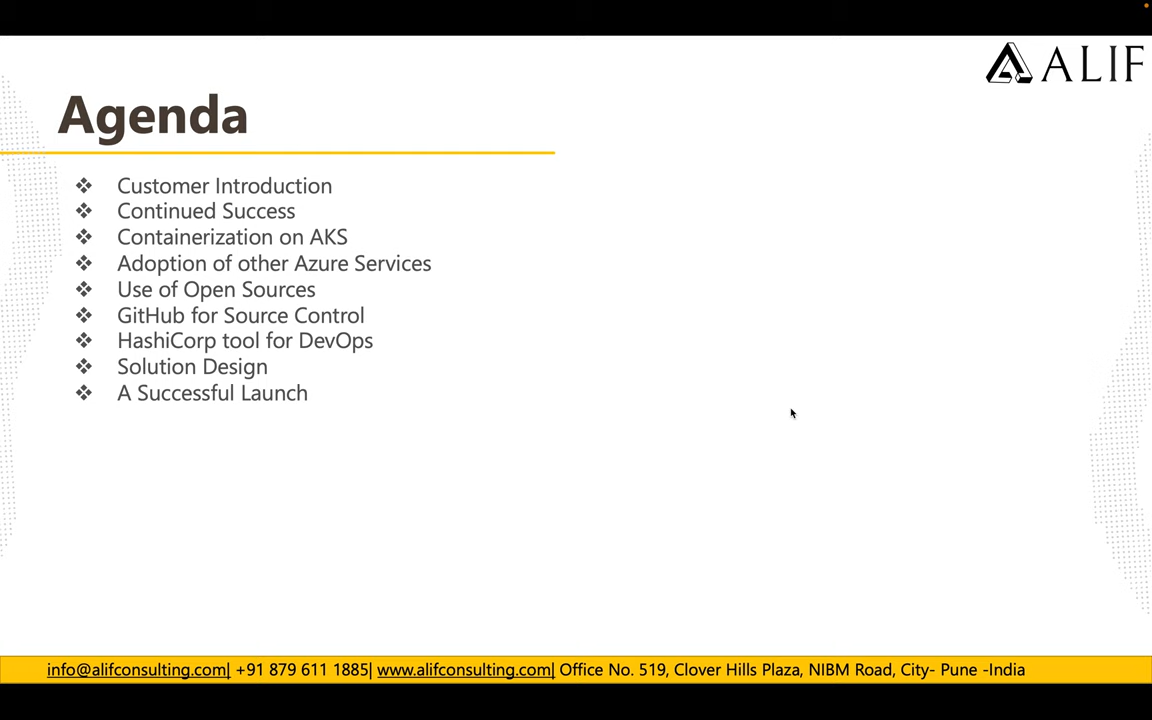 ALIF
Agenda
Customer Introduction
Continued Success
Containerization on AKS
Adoption of other Azure Services
Use of Open Sources
GitHub for Source Control
HashiCorp tool for DevOps
Solution Design
A Successful Launch
info@alifconsulting.com| +91 879 611 1885| www.alifconsulting.com| Office No. 519, Clover Hills Plaza, NIBM Road, City- Pune -India